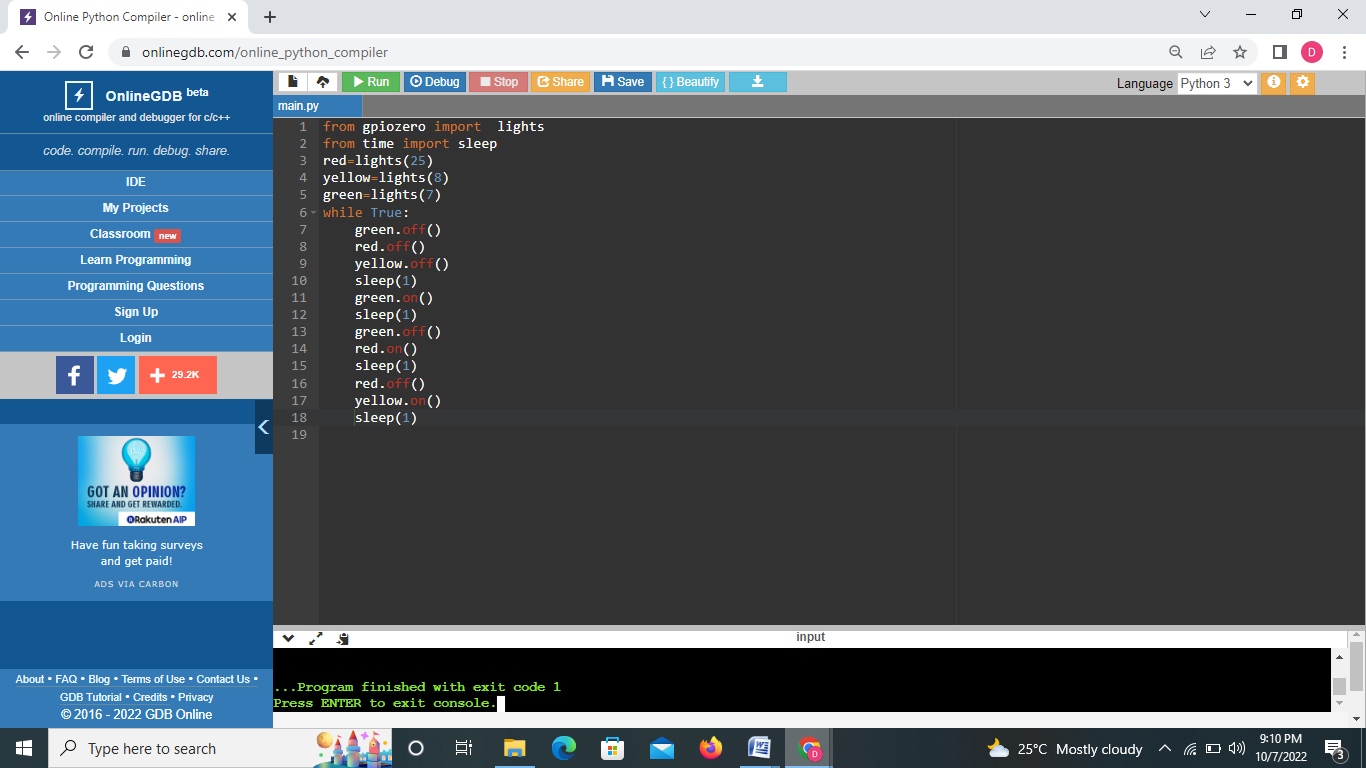 Online Python Compiler - online
onlinegdb.com/online_python_compiler
D
OnlineGDB beta
online compiler and debugger for c/c++
code. compile. run. debug. share.
IDE
My Projects
Classroom new
Learn Programming
Programming Questions
Sign Up
Login
29.2K
GOT AN OPINION?
SHARE AND GET REWARDED.
Rakuten AIP
Have fun taking surveys
and get paid!
ADS VIA CARBON
About • FAQ • Blog • Terms of Use • Contact Us •
GDB Tutorial • Credits • Privacy
© 2016 - 2022 GDB Online
Run Debug Stop Share Save { } Beautify
Language Python 3
main.py
1 from gpiozero import  lights
2 from time import sleep
3 red=lights(25)
4 yellow=lights(8)
5 green=lights(7)
6 while True:
7     green.off()
8     red.off()
9     yellow.off()
10     sleep(1)
11     green.on()
12     sleep(1)
13     green.off()
14     red.on()
15     sleep(1)
16     red.off()
17     yellow.on()
18     sleep(1)
19
input
...Program finished with exit code 1
Press ENTER to exit console.
Type here to search
25°C Mostly cloudy
9:10 PM
10/7/2022
3